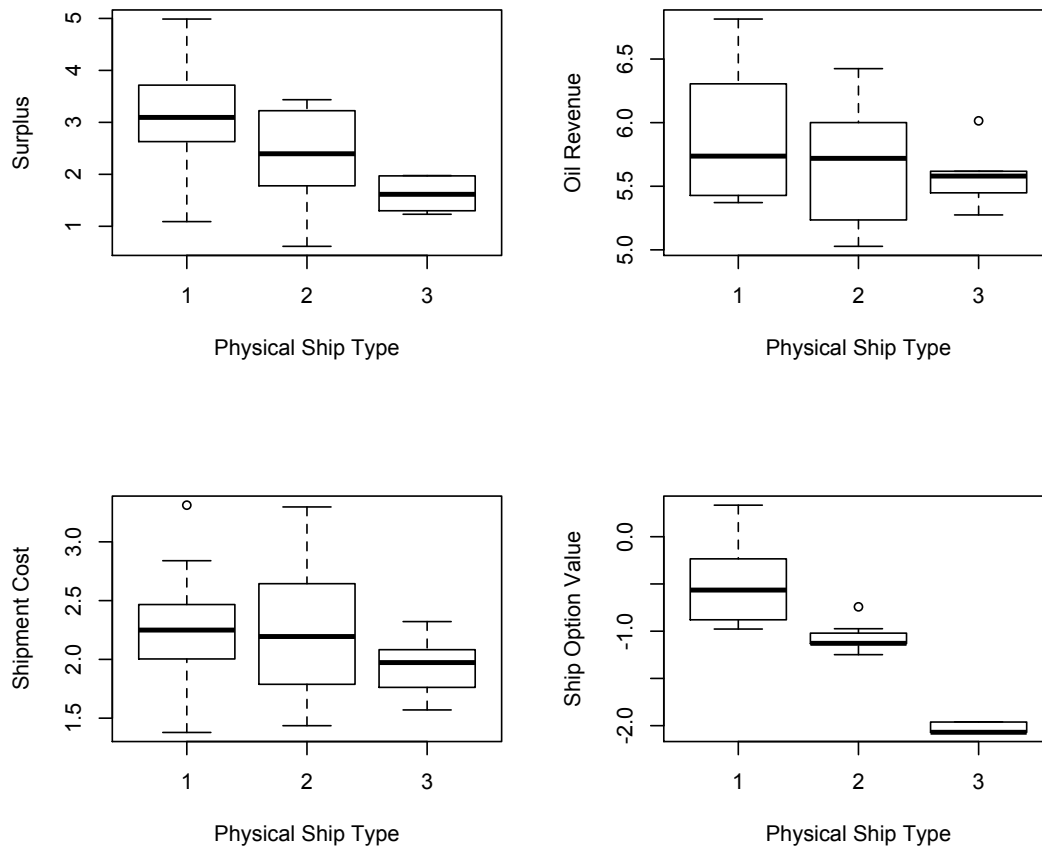 Surplus
5
4
3
2
1
1 2 3
Physical Ship Type
Oil Revenue
6.5
6.0
5.5
5.0
1 2 3
Physical Ship Type
Shipment Cost
3.0
2.5
2.0
1.5
1 2 3
Physical Ship Type
Ship Option Value
0.0
-1.0
-2.0
1 2 3
Physical Ship Type